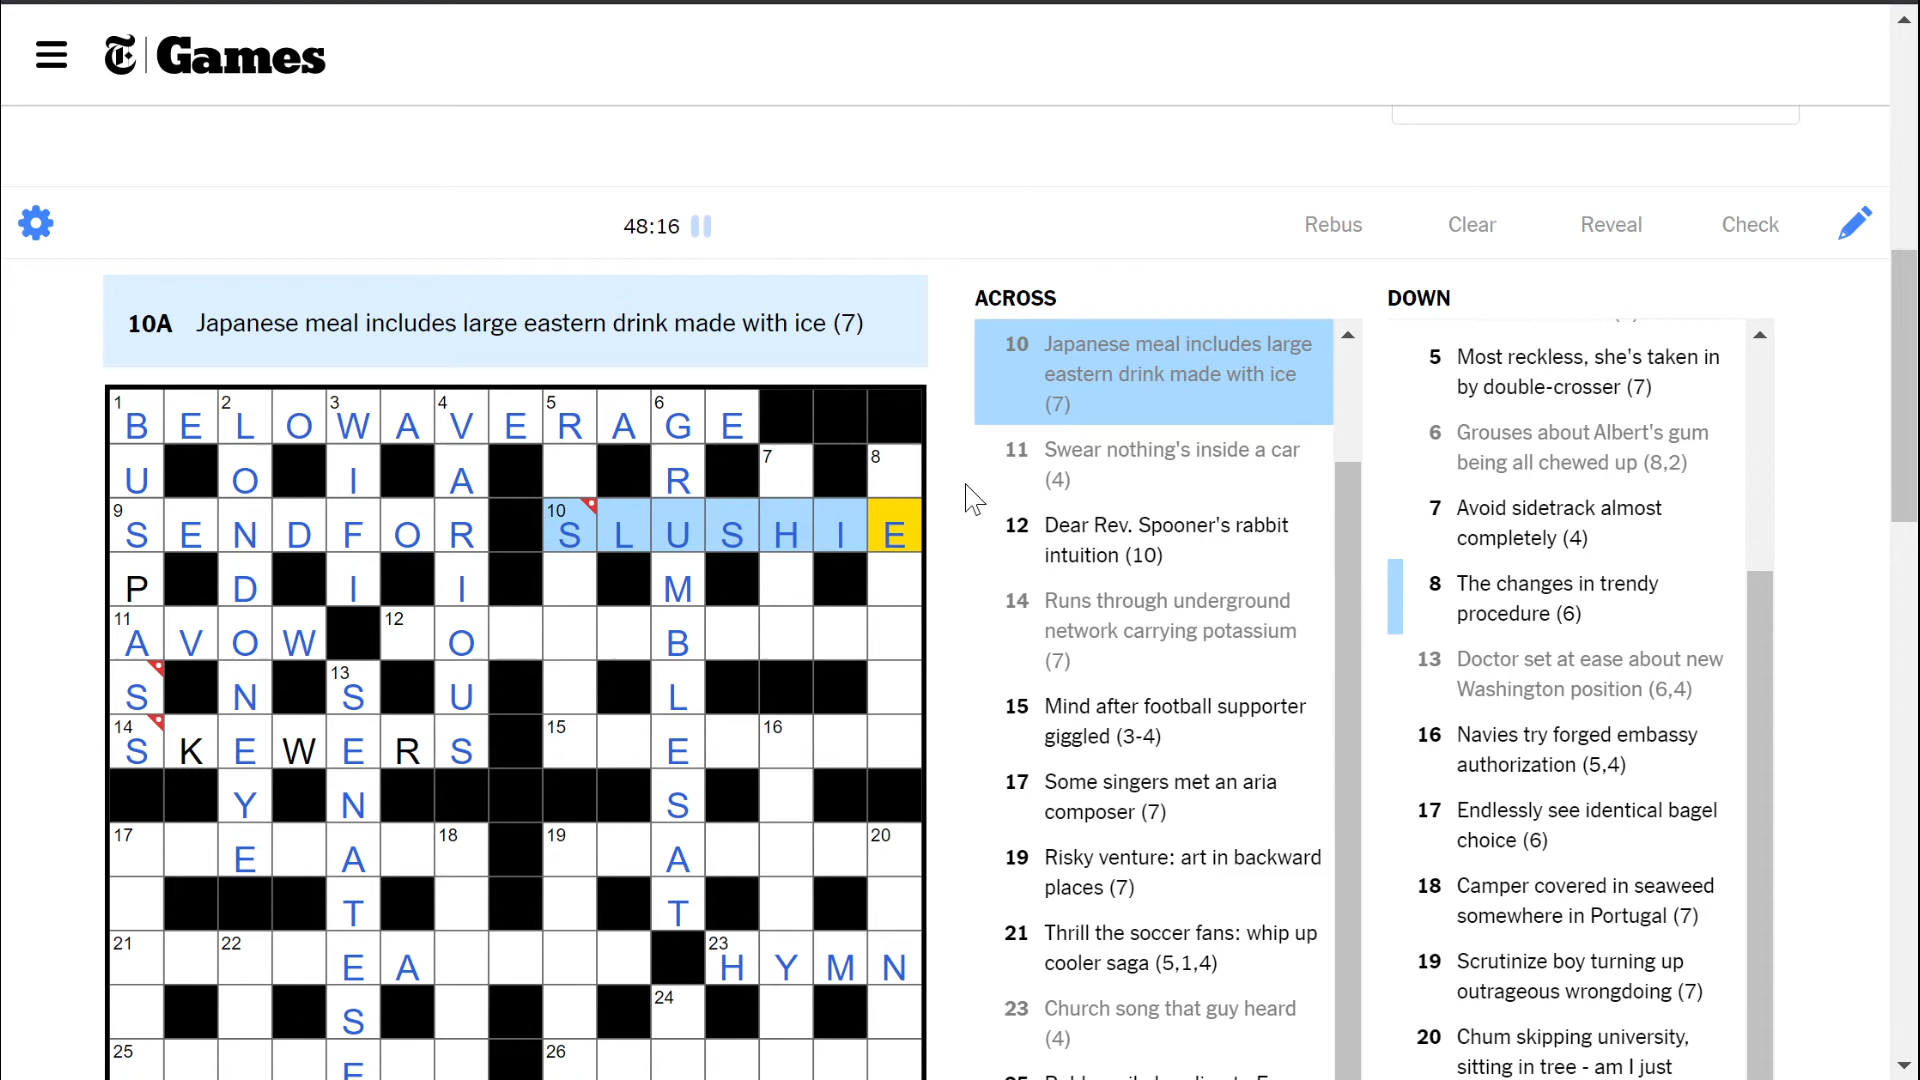 T Games
48:16
Rebus Clear Reveal Check
10A Japanese meal includes large eastern drink made with ice (7)
ACROSS
10 Japanese meal includes large
eastern drink made with ice
(7)
11 Swear nothing's inside a car
(4)
12 Dear Rev. Spooner's rabbit
intuition (10)
14 Runs through underground
network carrying potassium
(7)
15 Mind after football supporter
giggled (3-4)
17 Some singers met an aria
composer (7)
19 Risky venture: art in backward
places (7)
21 Thrill the soccer fans: whip up
cooler saga (5,1,4)
23 Church song that guy heard
(4)
DOWN
5 Most reckless, she's taken in
by double-crosser (7)
6 Grouses about Albert's gum
being all chewed up (8,2)
7 Avoid sidetrack almost
completely (4)
8 The changes in trendy
procedure (6)
13 Doctor set at ease about new
Washington position (6,4)
16 Navies try forged embassy
authorization (5,4)
17 Endlessly see identical bagel
choice (6)
18 Camper covered in seaweed
somewhere in Portugal (7)
19 Scrutinize boy turning up
outrageous wrongdoing (7)
20 Chum skipping university,
sitting in tree - am I just
1 2 3 4 5 6
B E L O W A V E R A G E
7 8
U O I A R
9 10
S E N D F O R S L U S H I E
P D I I M
11 12
A V O W O B
13
S N S U L
14 15 16
S K E W E R S E
Y N S
17 18 19 20
E A A
T T
21 22 23
E A H Y M N
24
S
25 26
E